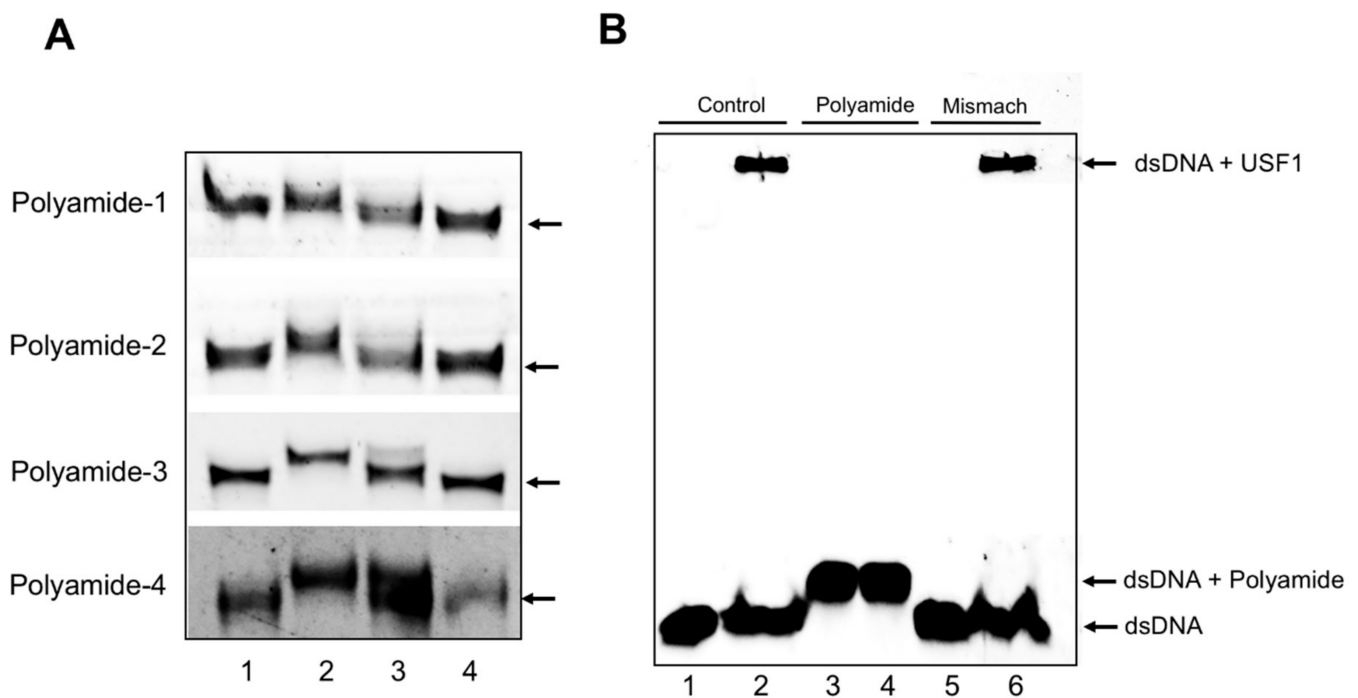 A
Polyamide-1
Polyamide-2
Polyamide-3
Polyamide-4
1 2 3 4
B
Control Polyamide Mismach
dsDNA + USF1
dsDNA + Polyamide
dsDNA
1 2 3 4 5 6